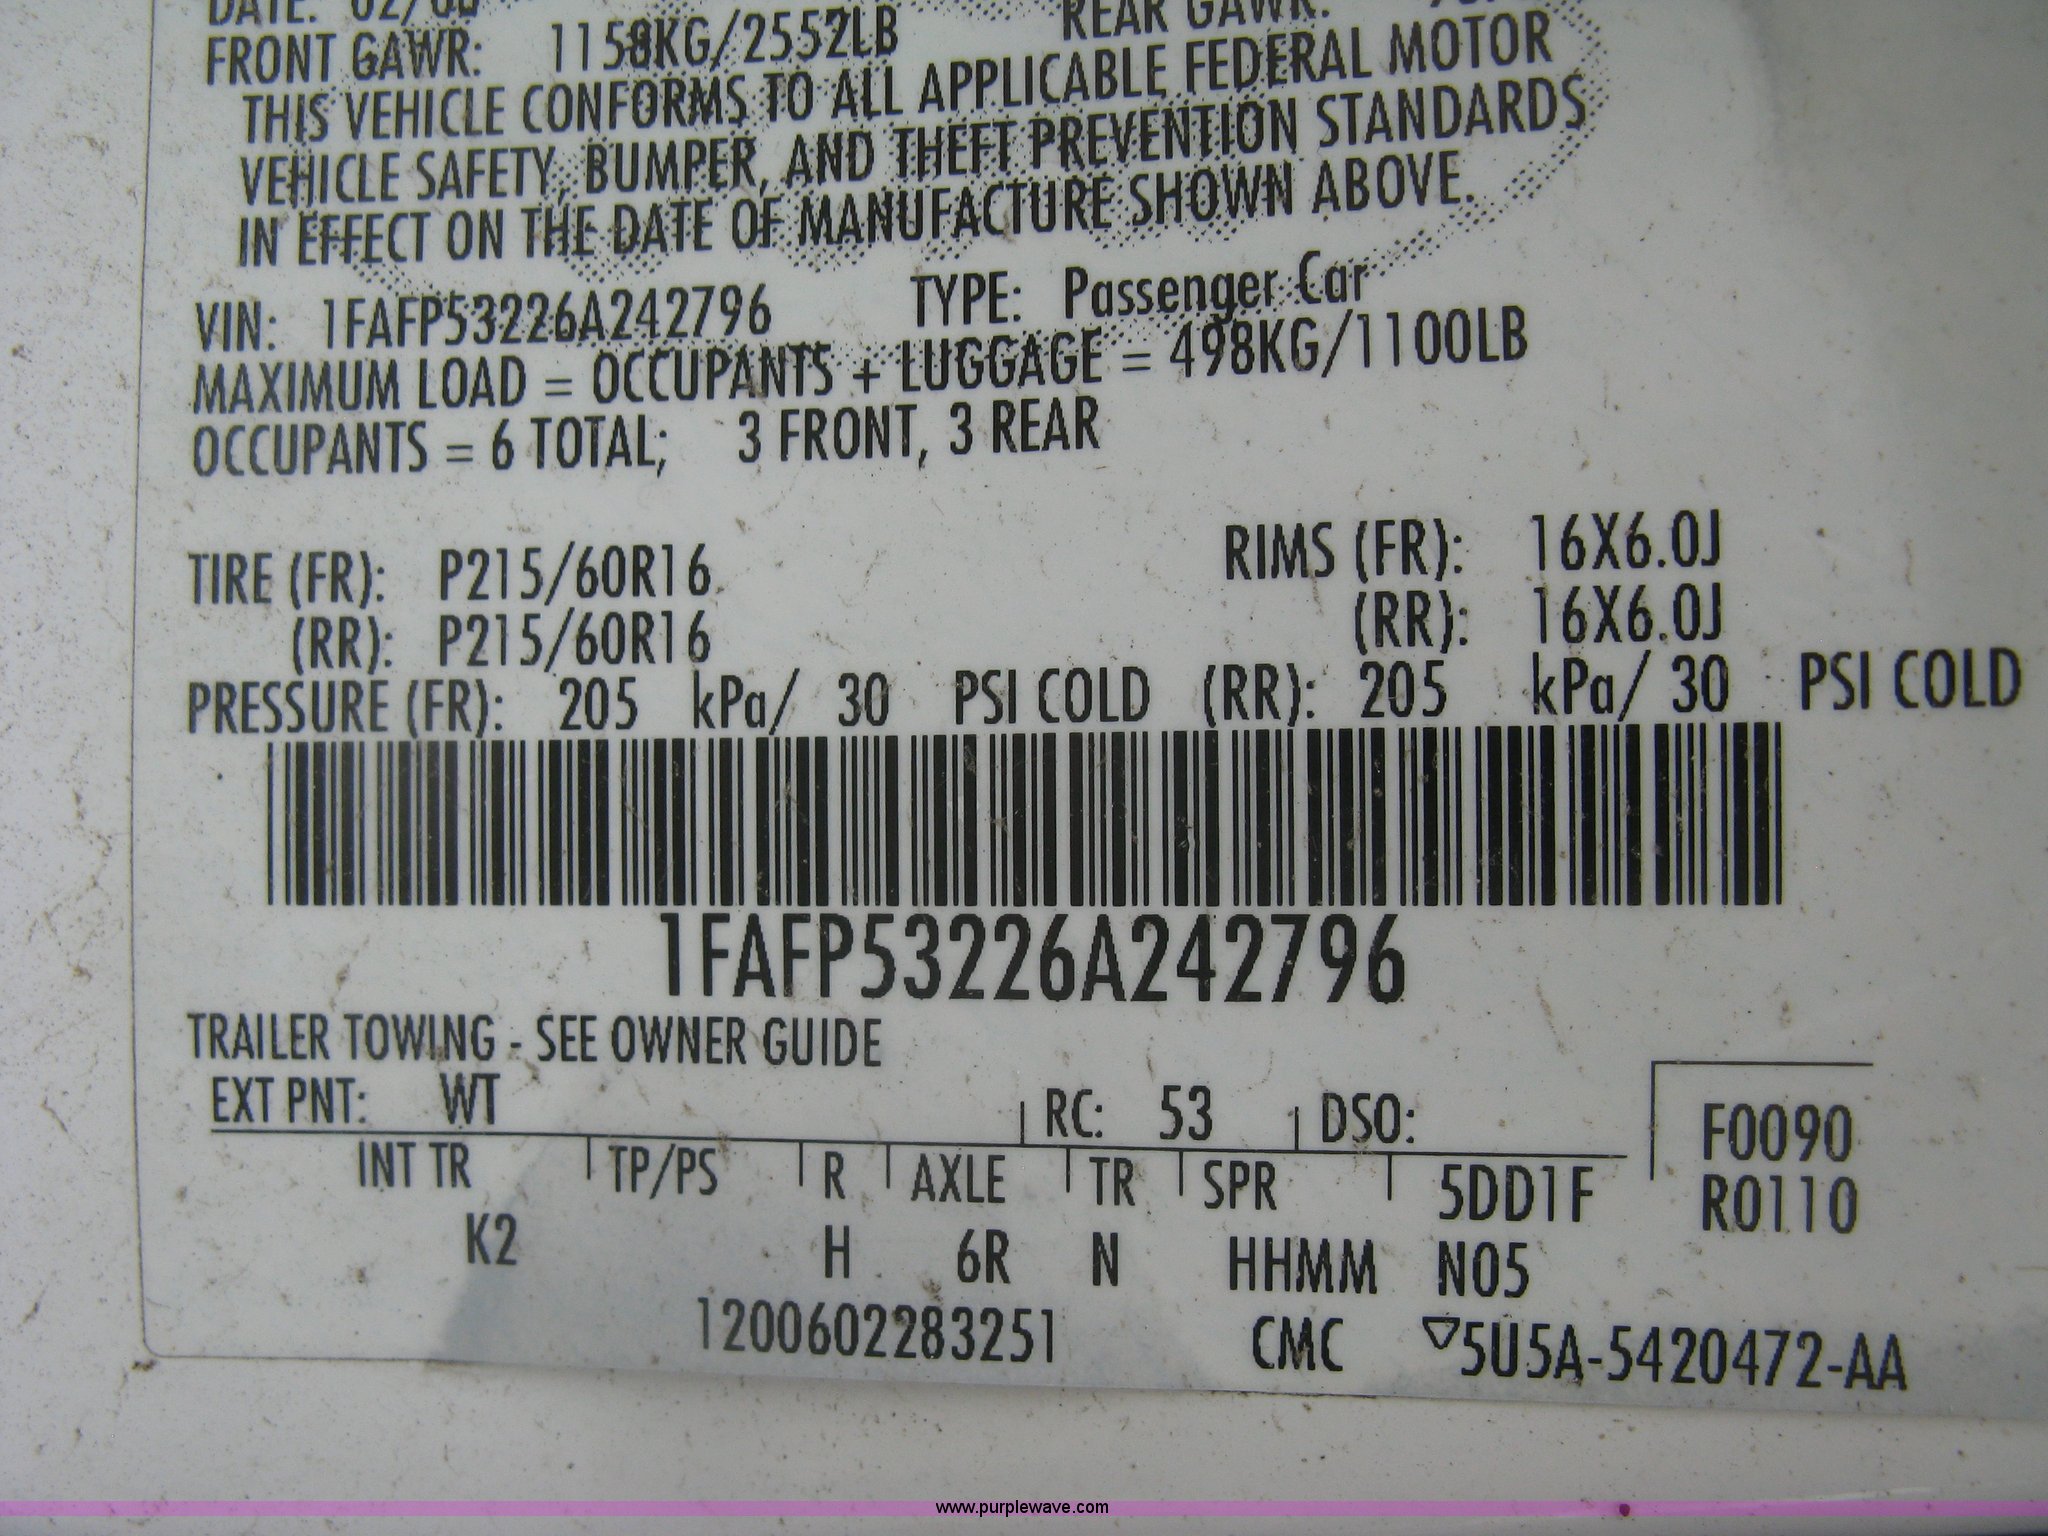 DATE: 02/06
FRONT GAWR: 1158KG/2552LB REAR GAWR:
THIS VEHICLE CONFORMS TO ALL APPLICABLE FEDERAL MOTOR
VEHICLE SAFETY, BUMPER, AND THEFT PREVENTION STANDARDS
IN EFFECT ON THE DATE OF MANUFACTURE SHOWN ABOVE.
VIN: 1FAFP53226A242796 TYPE: Passenger Car
MAXIMUM LOAD = OCCUPANTS + LUGGAGE = 498KG/1100LB
OCCUPANTS = 6 TOTAL; 3 FRONT, 3 REAR
TIRE (FR): P215/60R16 RIMS (FR): 16X6.0J
(RR): P215/60R16 (RR): 16X6.0J
PRESSURE (FR): 205 kPa/ 30 PSI COLD (RR): 205 kPa/ 30 PSI COLD
1FAFP53226A242796
TRAILER TOWING - SEE OWNER GUIDE
EXT PNT: WT RC: 53 DSO: F0090
INT TR TP/PS R AXLE TR SPR 5DD1F R0110
K2 H 6R N HHMM N05
1200602283251 CMC ▽5U5A-5420472-AA
www.purplewave.com